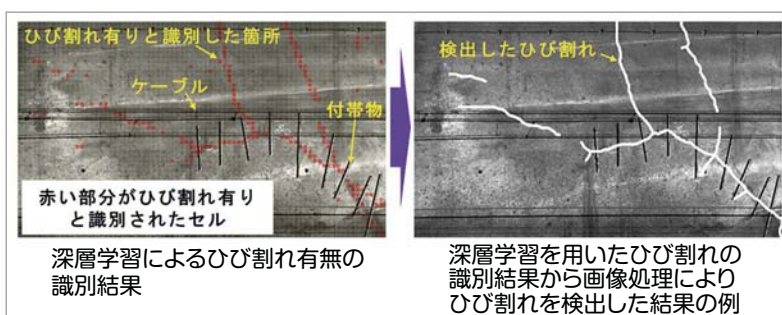 ひび割れ有りと識別した箇所
ケーブル
付帯物
赤い部分がひび割れ有り
と識別されたセル
検出したひび割れ
深層学習によるひび割れ有無の
識別結果
深層学習を用いたひび割れの
識別結果から画像処理により
ひび割れを検出した結果の例